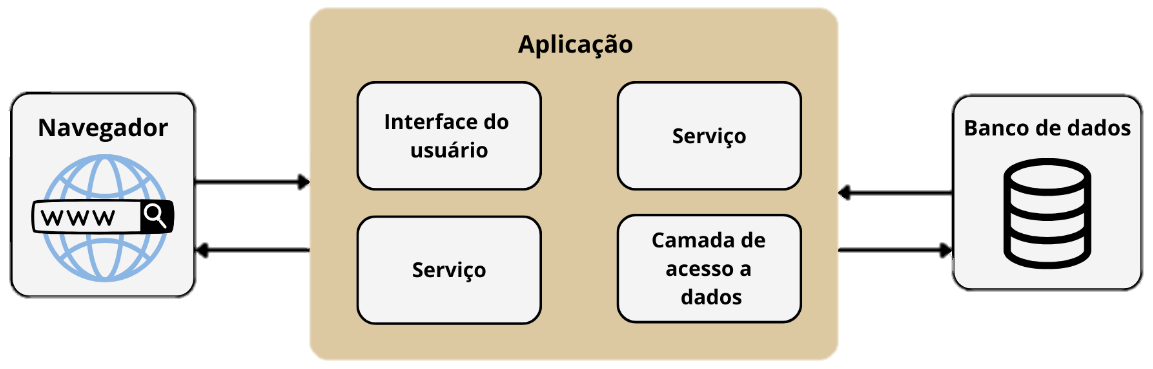 Aplicação
Navegador
WWW
Interface do
usuário
Serviço
Serviço
Camada de
acesso a
dados
Banco de dados